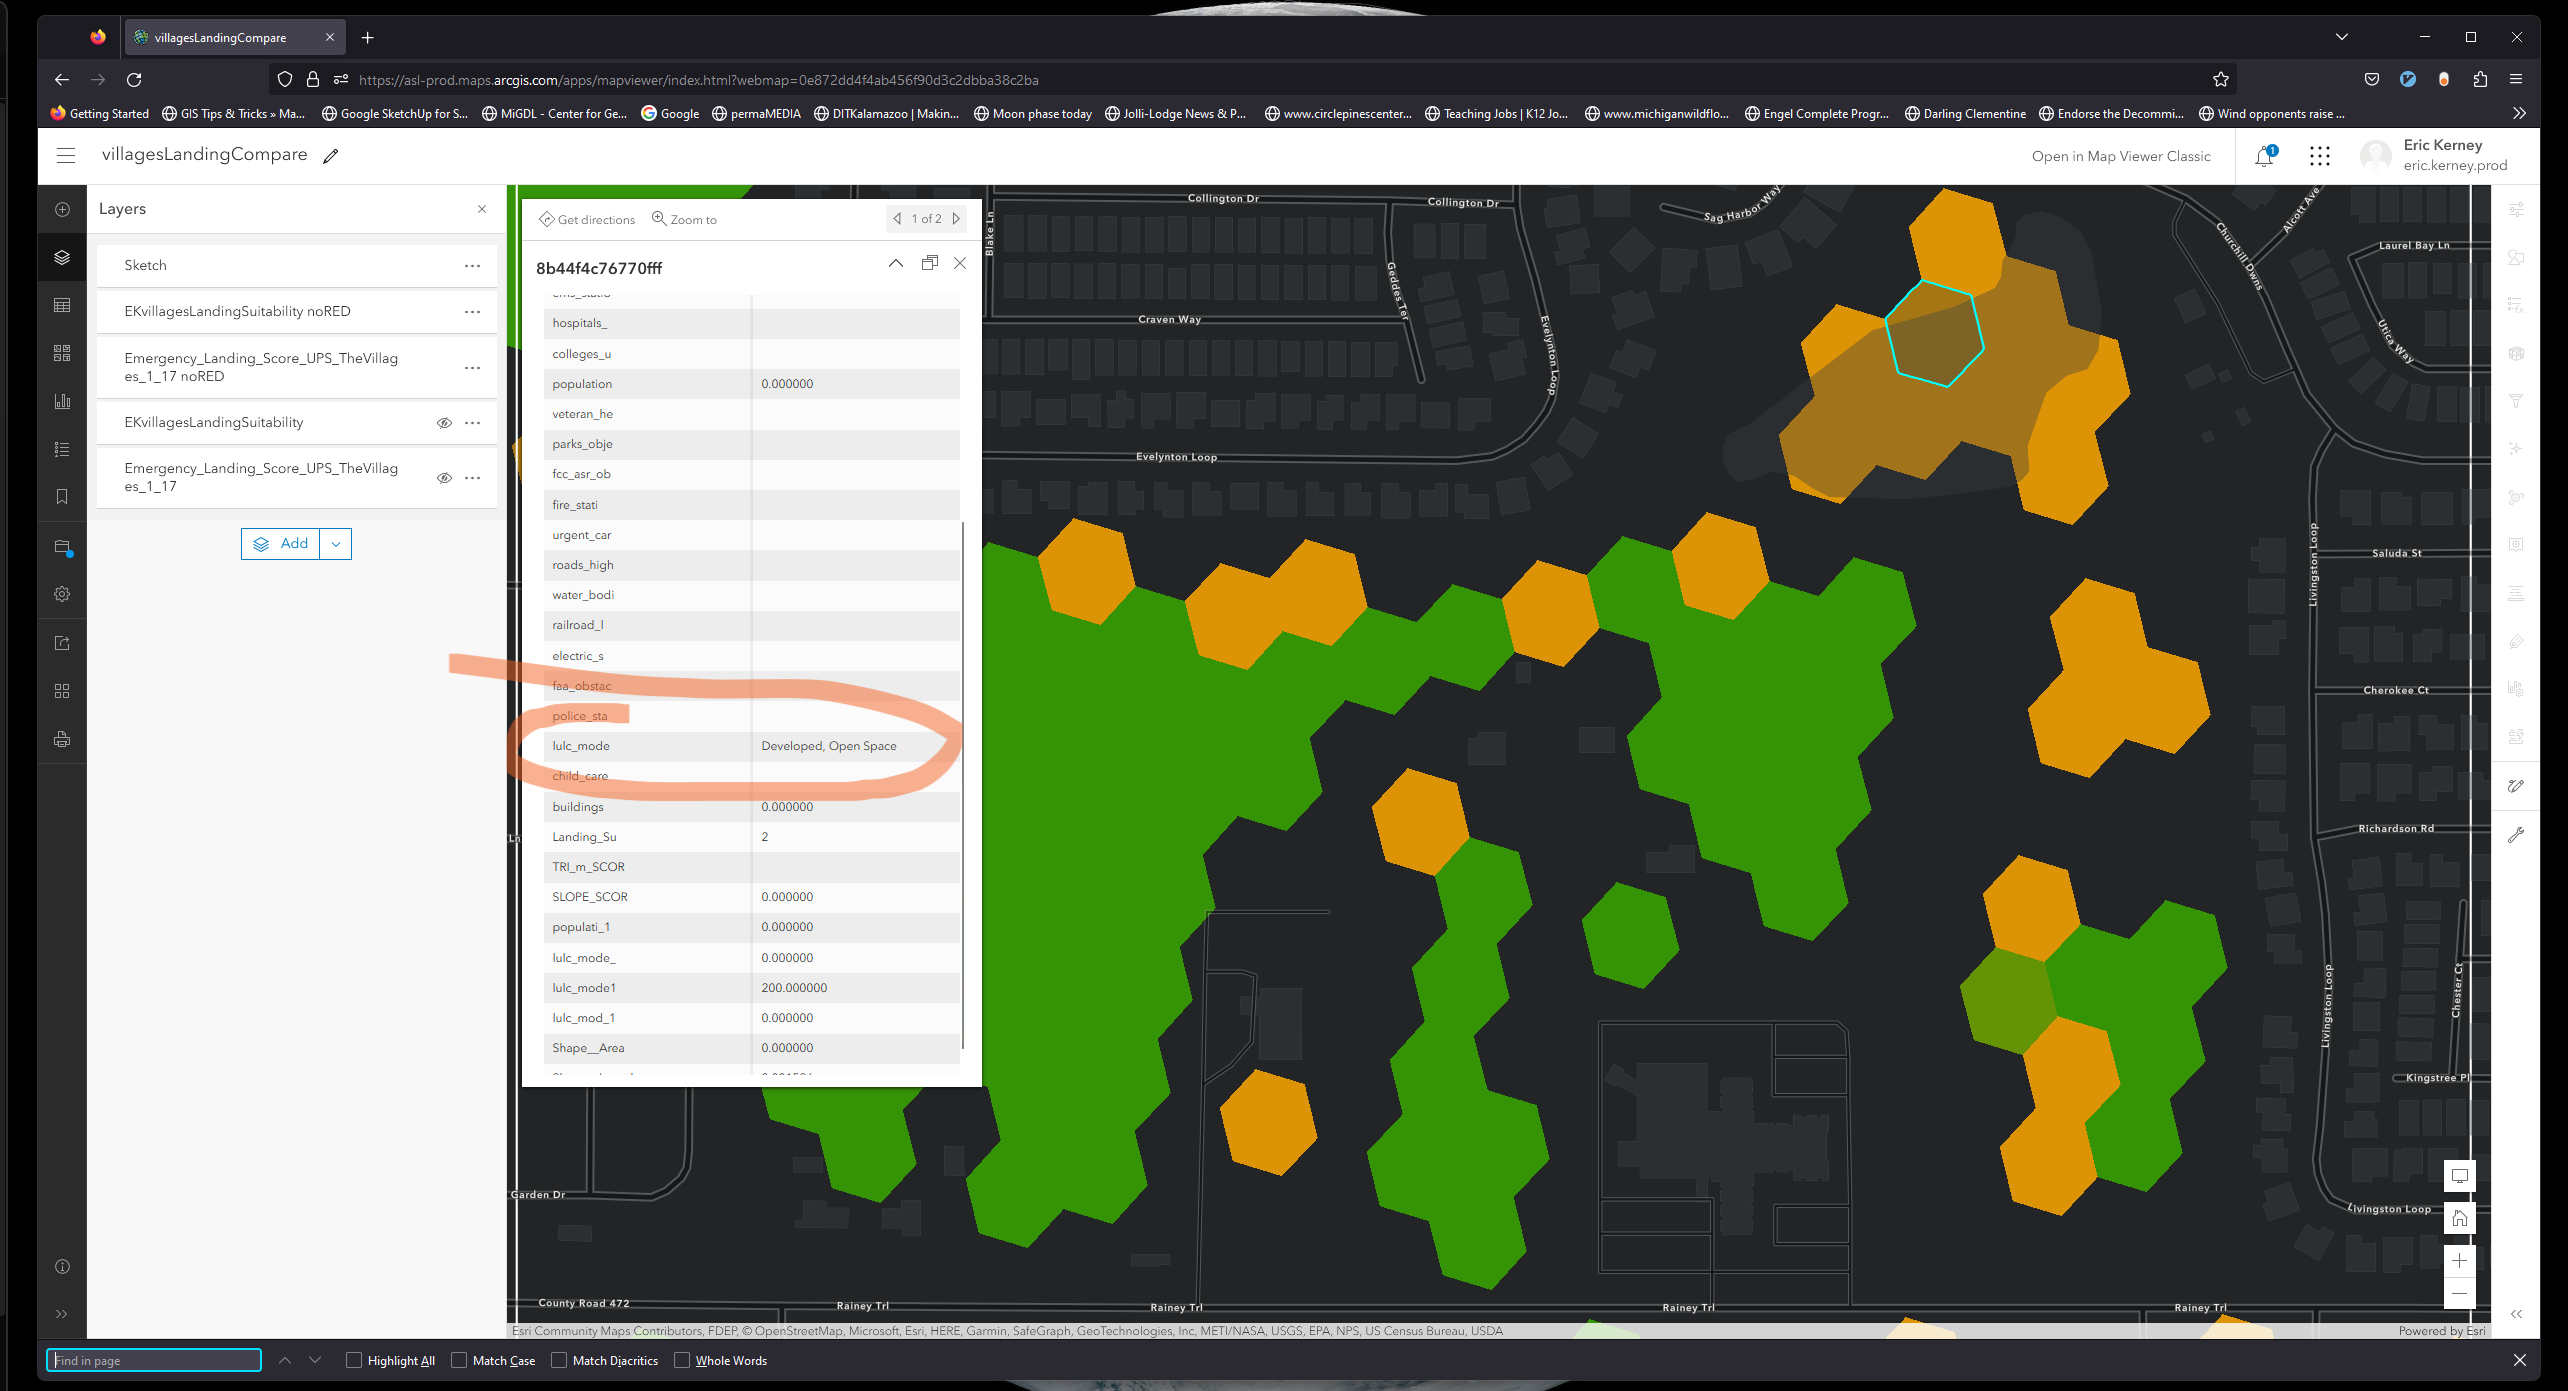 villagesLandingCompare
https://asl-prod.maps.arcgis.com/apps/mapviewer/index.html?webmap=0e872dd4f4ab456f90d3c2dbba38c2ba
Getting Started GIS Tips & Tricks » Ma... Google SketchUp for S... MiGDL - Center for Ge... Google permaMEDIA DITKalamazoo | Makin... Moon phase today Jolli-Lodge News & P... www.circlepinescenter... Teaching Jobs | K12 Jo... www.michiganwildflo... Engel Complete Progr... Darling Clementine Endorse the Decommi... Wind opponents raise ...
villagesLandingCompare
Open in Map Viewer Classic
1
Eric Kerney
eric.kerney.prod
Layers
Sketch
EKvillagesLandingSuitability noRED
Emergency_Landing_Score_UPS_TheVillag
es_1_17 noRED
EKvillagesLandingSuitability
Emergency_Landing_Score_UPS_TheVillag
es_1_17
Add
Get directions Zoom to 1 of 2
8b44f4c76770fff
hospitals_
colleges_u
population 0.000000
veteran_he
parks_obje
fcc_asr_ob
fire_stati
urgent_car
roads_high
water_bodi
railroad_l
electric_s
faa_obstac
police_sta
lulc_mode Developed, Open Space
child_care
buildings 0.000000
Landing_Su 2
TRI_m_SCOR
SLOPE_SCOR 0.000000
populati_1 0.000000
lulc_mode_ 0.000000
lulc_mode1 200.000000
lulc_mod_1 0.000000
Shape__Area 0.000000
Collington Dr
Collington Dr
Blake Ln
Geddes Ter
Craven Way
Evelynton Loop
Evelynton Loop
Sag Harbor Way
Churchill Dwns
Alcott Ave
Laurel Bay Ln
Utica Way
Livingston Loop
Saluda St
Cherokee Ct
Richardson Rd
Livingston Loop
Chester Ct
Kingstree Pl
Livingston Loop
Ln
Garden Dr
County Road 472
Rainey Trl
Rainey Trl
Rainey Trl
Rainey Trl
Esri Community Maps Contributors, FDEP, © OpenStreetMap, Microsoft, Esri, HERE, Garmin, SafeGraph, GeoTechnologies, Inc, METI/NASA, USGS, EPA, NPS, US Census Bureau, USDA
Powered by Esri
Find in page Highlight All Match Case Match Diacritics Whole Words